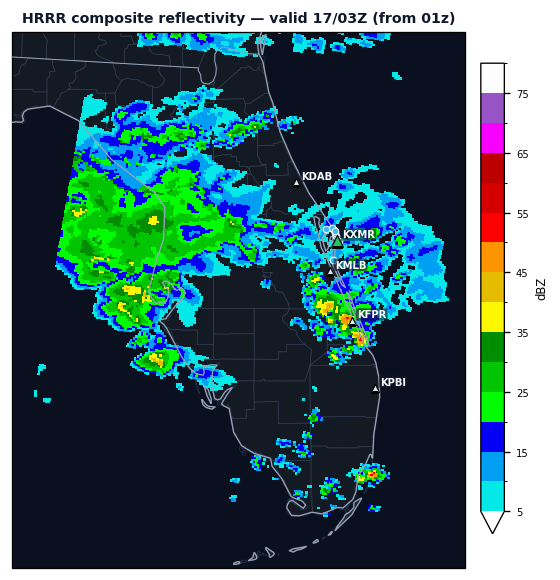 HRRR composite reflectivity — valid 17/03Z (from 01z)
KDAB
KXMR
KMLB
KFPR
KPBI
75
65
55
45
35
25
15
5
dBZ